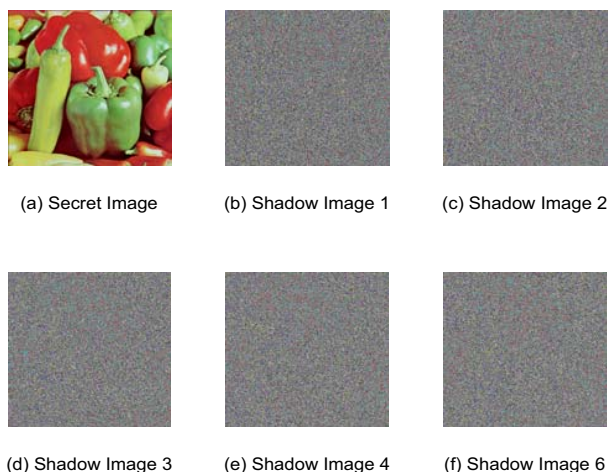 (a) Secret Image
(b) Shadow Image 1
(c) Shadow Image 2
(d) Shadow Image 3
(e) Shadow Image 4
(f) Shadow Image 6